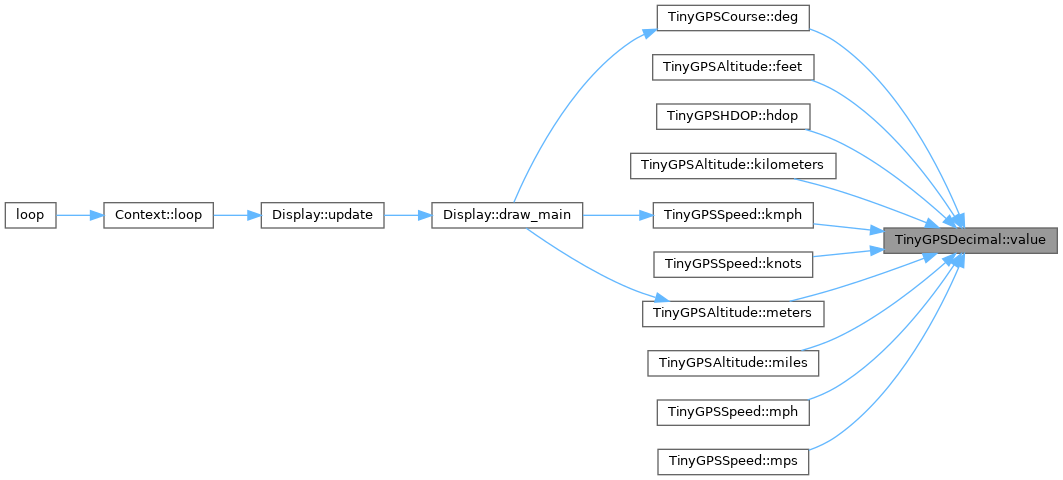 TinyGPSCourse::deg
TinyGPSAltitude::feet
TinyGPSHDOP::hdop
TinyGPSAltitude::kilometers
loop
Context::loop
Display::update
Display::draw_main
TinyGPSSpeed::kmph
TinyGPSDecimal::value
TinyGPSSpeed::knots
TinyGPSAltitude::meters
TinyGPSAltitude::miles
TinyGPSSpeed::mph
TinyGPSSpeed::mps